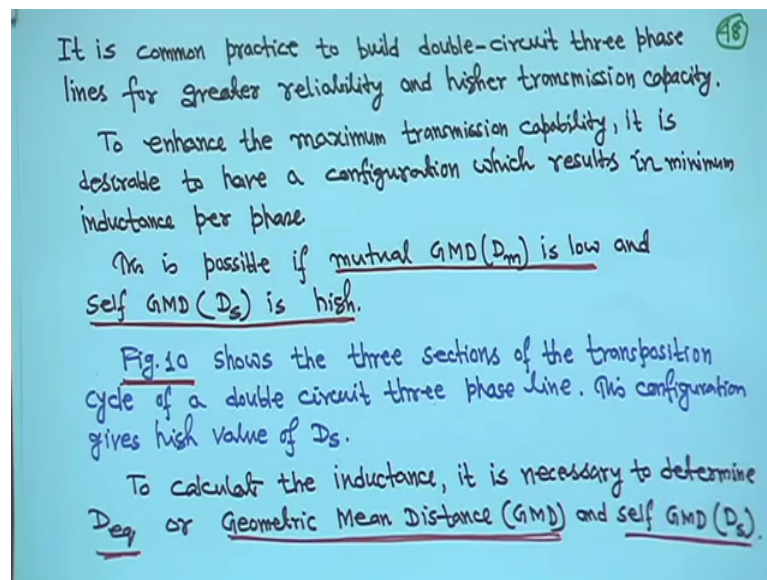 48
It is common practice to build double-circuit three phase
lines for greater reliability and higher transmission capacity.
To enhance the maximum transmission capability, it is
desirable to have a configuration which results in minimum
inductance per phase.
This is possible if mutual GMD (Dm) is low and
self GMD (Ds) is high.
Fig. 10 shows the three sections of the transposition
cycle of a double circuit three phase line. This configuration
gives high value of Ds.
To calculat the inductance, it is necessary to determine
Deq or Geometric Mean Distance (GMD) and self GMD (Ds).